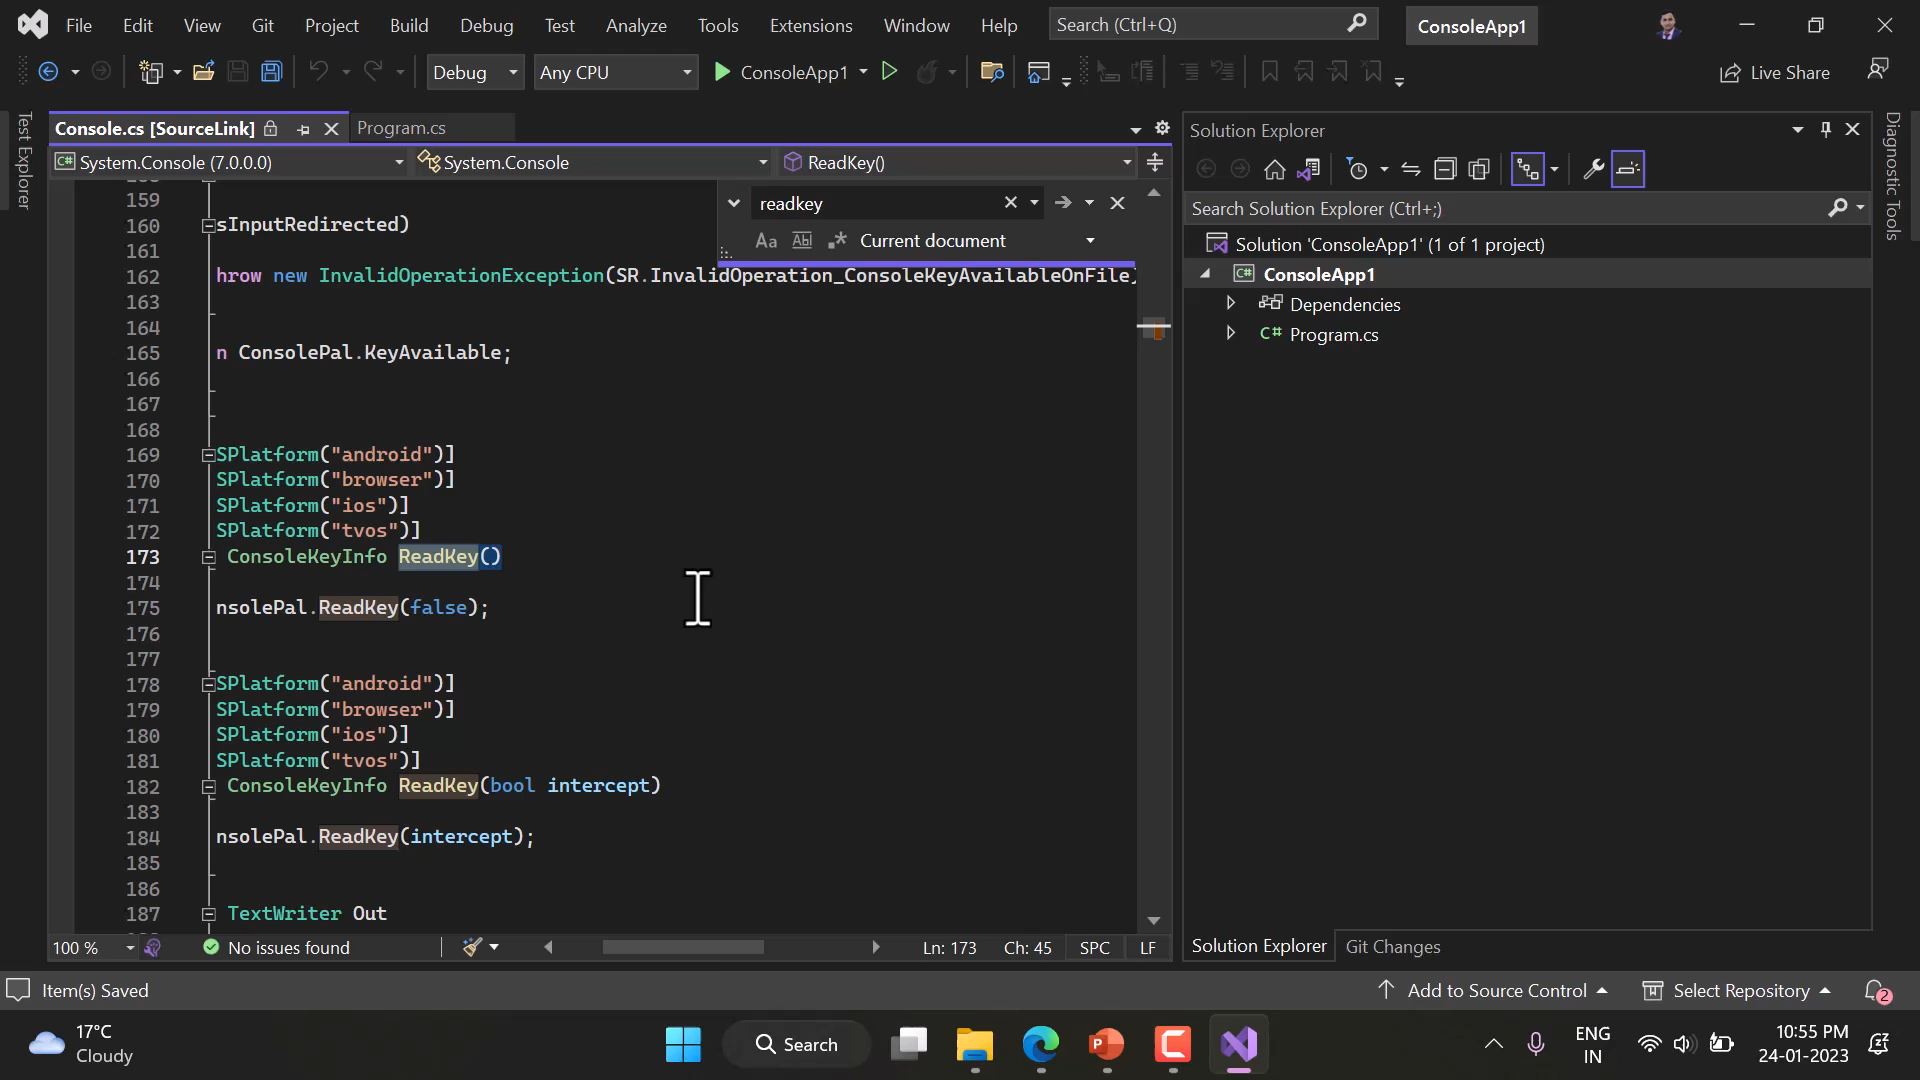 File Edit View Git Project Build Debug Test Analyze Tools Extensions Window Help Search (Ctrl+Q) ConsoleApp1
Debug Any CPU ConsoleApp1 Live Share
Test Explorer
Console.cs [SourceLink] Program.cs
System.Console (7.0.0.0) System.Console ReadKey()
readkey
Aa Abl .* Current document
159
160 sInputRedirected)
161
162 hrow new InvalidOperationException(SR.InvalidOperation_ConsoleKeyAvailableOnFile)
163
164
165 n ConsolePal.KeyAvailable;
166
167
168
169 SPlatform("android")]
170 SPlatform("browser")]
171 SPlatform("ios")]
172 SPlatform("tvos")]
173 ConsoleKeyInfo ReadKey()
174
175 nsolePal.ReadKey(false);
176
177
178 SPlatform("android")]
179 SPlatform("browser")]
180 SPlatform("ios")]
181 SPlatform("tvos")]
182 ConsoleKeyInfo ReadKey(bool intercept)
183
184 nsolePal.ReadKey(intercept);
185
186
187 TextWriter Out
100 % No issues found Ln: 173 Ch: 45 SPC LF
Solution Explorer
Search Solution Explorer (Ctrl+;)
Solution 'ConsoleApp1' (1 of 1 project)
C# ConsoleApp1
Dependencies
C# Program.cs
Solution Explorer Git Changes
Diagnostic Tools
Item(s) Saved Add to Source Control Select Repository 2
17°C
Cloudy
Search
ENG
IN
10:55 PM
24-01-2023